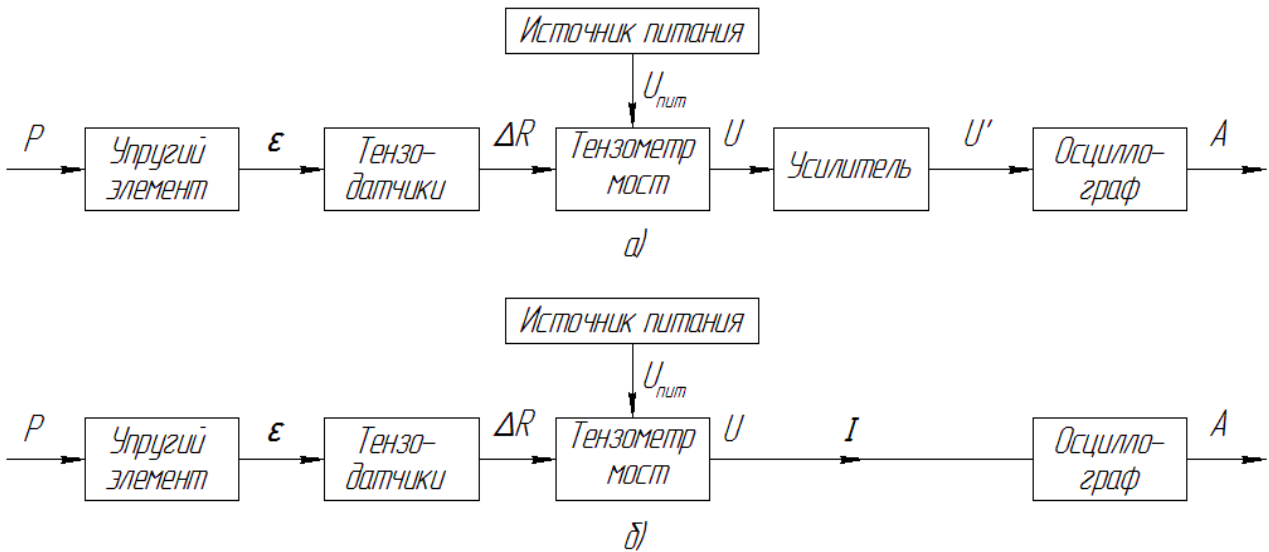 Источник питания
Uпит
P
Упругий
элемент
ε
Тензо-
датчики
ΔR
Тензометр
мост
U
Усилитель
U'
Осцилло-
граф
A
а)
Источник питания
Uпит
P
Упругий
элемент
ε
Тензо-
датчики
ΔR
Тензометр
мост
U
I
Осцилло-
граф
A
б)